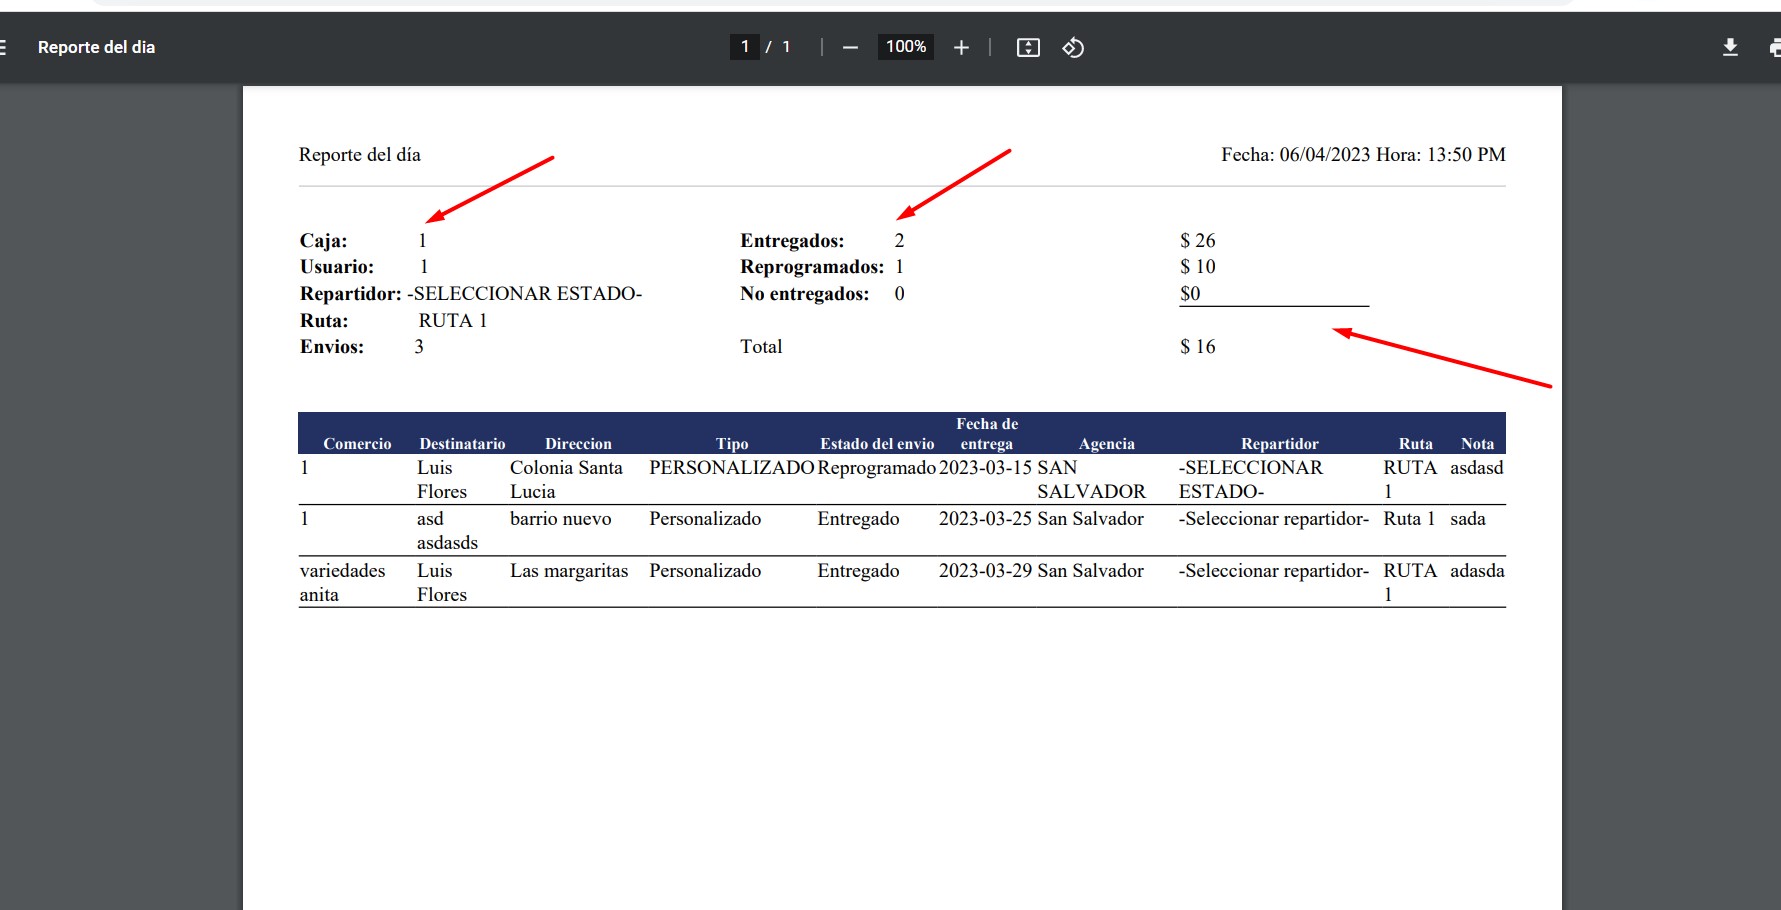 Reporte del dia
1 / 1
100%
Reporte del día
Fecha: 06/04/2023 Hora: 13:50 PM
Caja: 1 Entregados: 2 $ 26
Usuario: 1 Reprogramados: 1 $ 10
Repartidor: -SELECCIONAR ESTADO- No entregados: 0 $0
Ruta: RUTA 1
Envios: 3 Total $ 16
Comercio Destinatario Direccion Tipo Estado del envio Fecha de entrega Agencia Repartidor Ruta Nota
1 Luis Flores Colonia Santa Lucia PERSONALIZADO Reprogramado 2023-03-15 SAN SALVADOR -SELECCIONAR ESTADO- RUTA 1 asdasd
1 asd asdasds barrio nuevo Personalizado Entregado 2023-03-25 San Salvador -Seleccionar repartidor- Ruta 1 sada
variedades anita Luis Flores Las margaritas Personalizado Entregado 2023-03-29 San Salvador -Seleccionar repartidor- RUTA 1 adasda